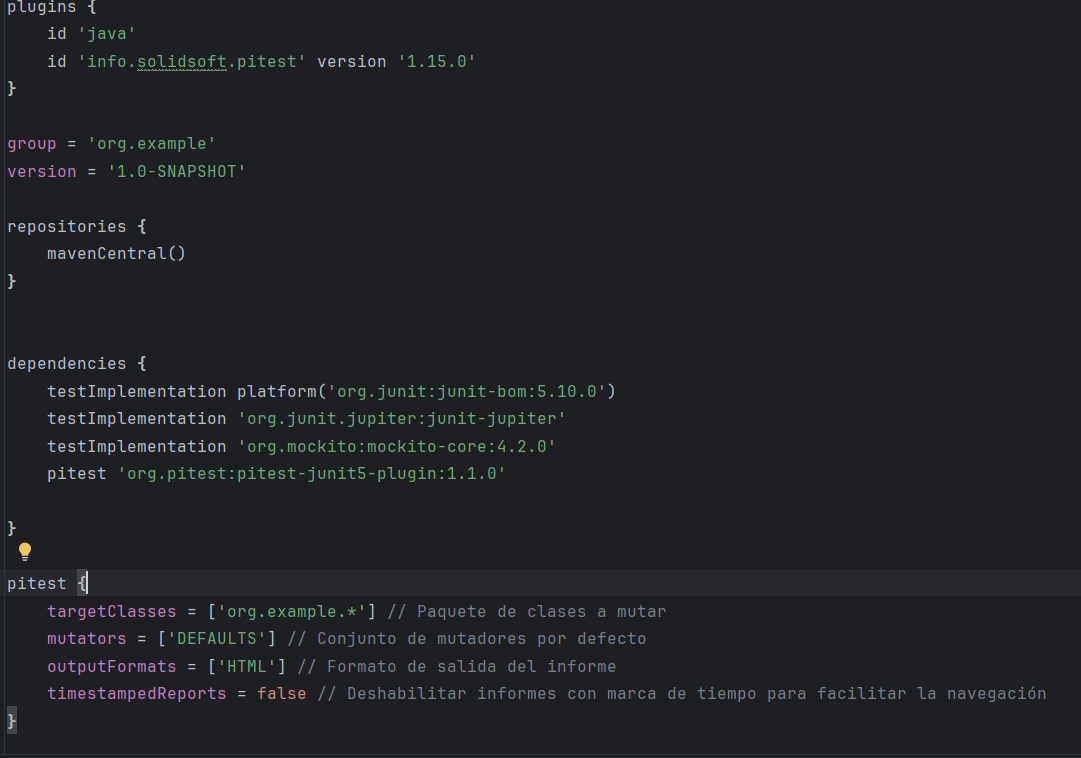 plugins {
    id 'java'
    id 'info.solidsoft.pitest' version '1.15.0'
}
group = 'org.example'
version = '1.0-SNAPSHOT'
repositories {
    mavenCentral()
}
dependencies {
    testImplementation platform('org.junit:junit-bom:5.10.0')
    testImplementation 'org.junit.jupiter:junit-jupiter'
    testImplementation 'org.mockito:mockito-core:4.2.0'
    pitest 'org.pitest:pitest-junit5-plugin:1.1.0'
}
pitest {
    targetClasses = ['org.example.*'] // Paquete de clases a mutar
    mutators = ['DEFAULTS'] // Conjunto de mutadores por defecto
    outputFormats = ['HTML'] // Formato de salida del informe
    timestampedReports = false // Deshabilitar informes con marca de tiempo para facilitar la navegación
}